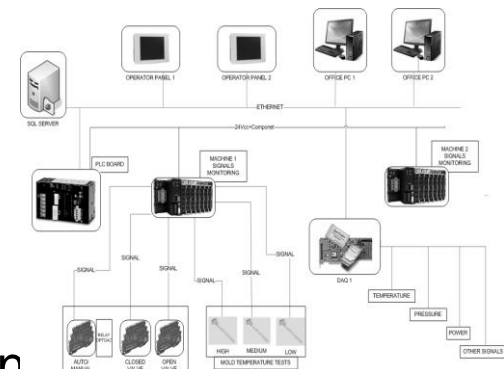 OPERATOR PANEL 1
OPERATOR PANEL 2
OFFICE PC 1
OFFICE PC 2
SQL SERVER
ETHERNET
24Vcc+Componet
PLC BOARD
MACHINE 1
SIGNALS
MONITORING
MACHINE 2
SIGNALS
MONITORING
SIGNAL
SIGNAL
SIGNAL
SIGNAL
SIGNAL
SIGNAL
DAQ 1
TEMPERATURE
PRESSURE
POWER
OTHER SIGNALS
RELAY
AUTO/
MANUAL
CLOSED
VALVE
OPEN
VALVE
HIGH
MEDIUM
LOW
MOLD TEMPERATURE TESTS